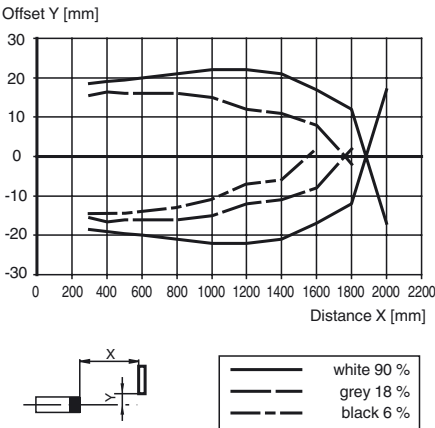 Offset Y [mm]
30
20
10
0
-10
-20
-30
0 200 400 600 800 1000 1200 1400 1600 1800 2000 2200
Distance X [mm]
X
Y
white 90 %
grey 18 %
black 6 %